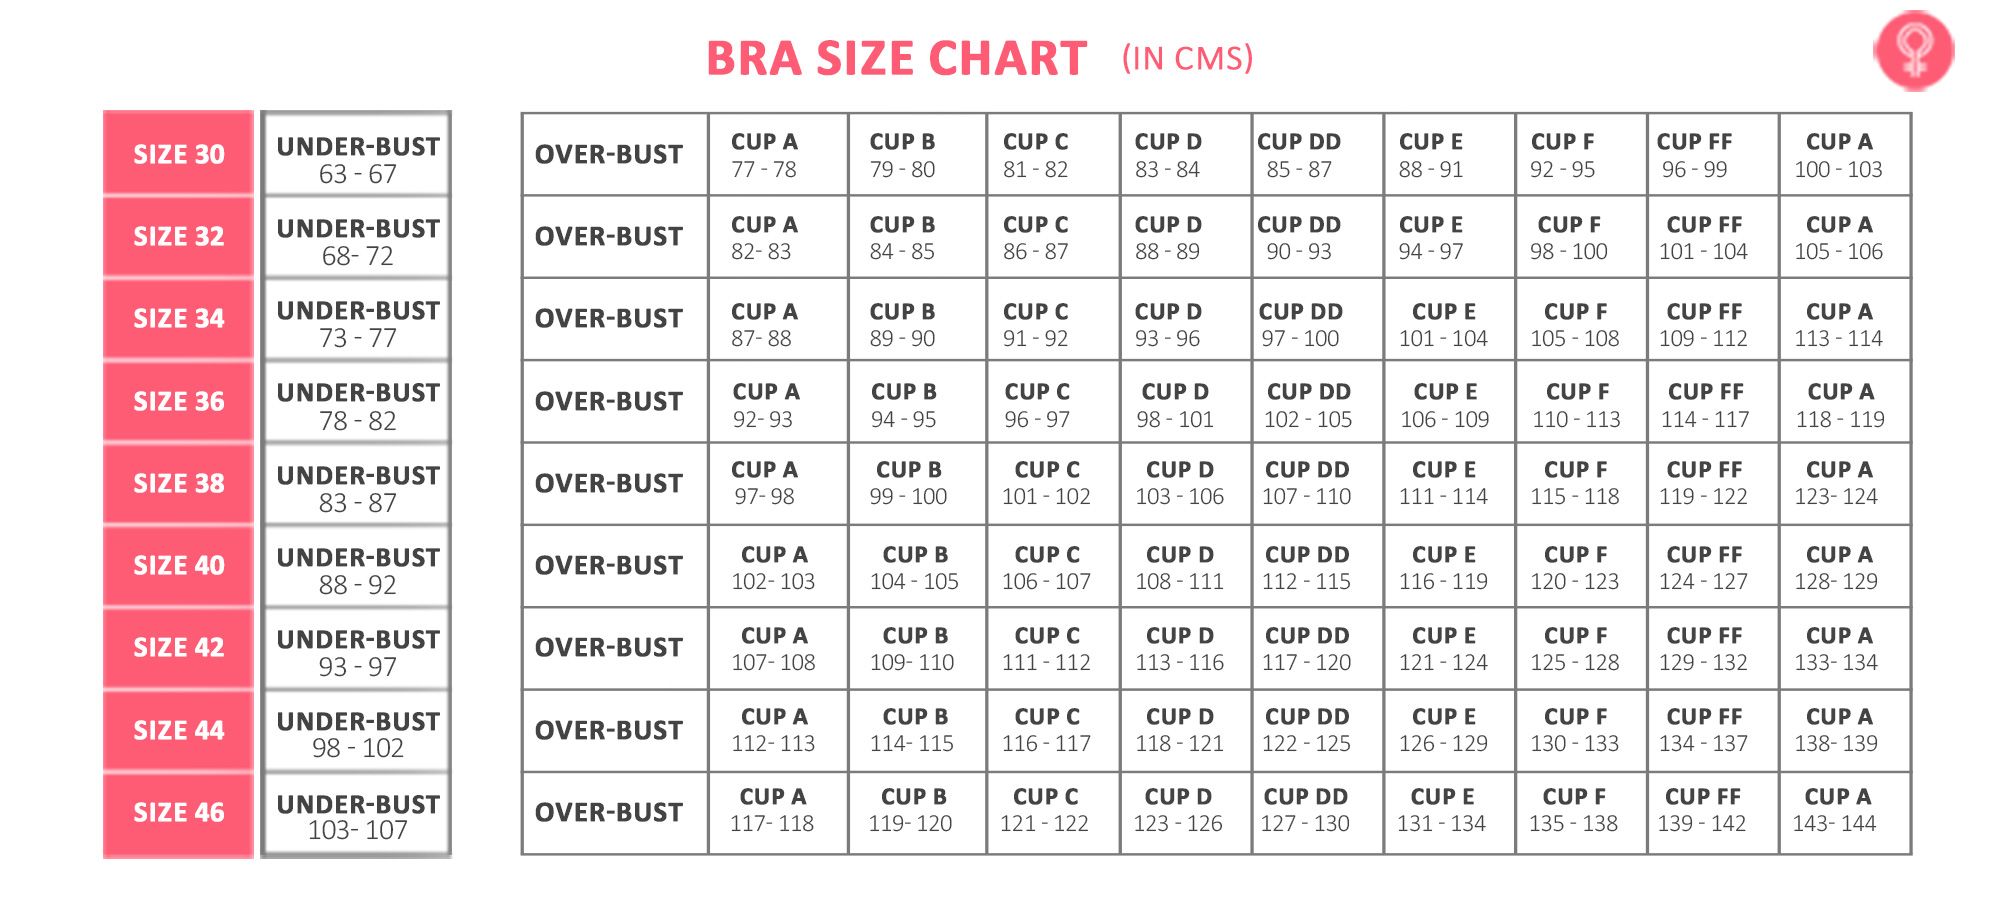 BRA SIZE CHART (IN CMS)
SIZE 30 UNDER-BUST OVER-BUST CUP A CUP B CUP C CUP D CUP DD CUP E CUP F CUP FF CUP A
63 - 67 77 - 78 79 - 80 81 - 82 83 - 84 85 - 87 88 - 91 92 - 95 96 - 99 100 - 103
SIZE 32 UNDER-BUST OVER-BUST CUP A CUP B CUP C CUP D CUP DD CUP E CUP F CUP FF CUP A
68- 72 82- 83 84 - 85 86 - 87 88 - 89 90 - 93 94 - 97 98 - 100 101 - 104 105 - 106
SIZE 34 UNDER-BUST OVER-BUST CUP A CUP B CUP C CUP D CUP DD CUP E CUP F CUP FF CUP A
73 - 77 87- 88 89 - 90 91 - 92 93 - 96 97 - 100 101 - 104 105 - 108 109 - 112 113 - 114
SIZE 36 UNDER-BUST OVER-BUST CUP A CUP B CUP C CUP D CUP DD CUP E CUP F CUP FF CUP A
78 - 82 92- 93 94 - 95 96 - 97 98 - 101 102 - 105 106 - 109 110 - 113 114 - 117 118 - 119
SIZE 38 UNDER-BUST OVER-BUST CUP A CUP B CUP C CUP D CUP DD CUP E CUP F CUP FF CUP A
83 - 87 97- 98 99 - 100 101 - 102 103 - 106 107 - 110 111 - 114 115 - 118 119 - 122 123- 124
SIZE 40 UNDER-BUST OVER-BUST CUP A CUP B CUP C CUP D CUP DD CUP E CUP F CUP FF CUP A
88 - 92 102- 103 104 - 105 106 - 107 108 - 111 112 - 115 116 - 119 120 - 123 124 - 127 128- 129
SIZE 42 UNDER-BUST OVER-BUST CUP A CUP B CUP C CUP D CUP DD CUP E CUP F CUP FF CUP A
93 - 97 107- 108 109- 110 111 - 112 113 - 116 117 - 120 121 - 124 125 - 128 129 - 132 133- 134
SIZE 44 UNDER-BUST OVER-BUST CUP A CUP B CUP C CUP D CUP DD CUP E CUP F CUP FF CUP A
98 - 102 112- 113 114- 115 116 - 117 118 - 121 122 - 125 126 - 129 130 - 133 134 - 137 138- 139
SIZE 46 UNDER-BUST OVER-BUST CUP A CUP B CUP C CUP D CUP DD CUP E CUP F CUP FF CUP A
103- 107 117- 118 119- 120 121 - 122 123 - 126 127 - 130 131 - 134 135 - 138 139 - 142 143- 144